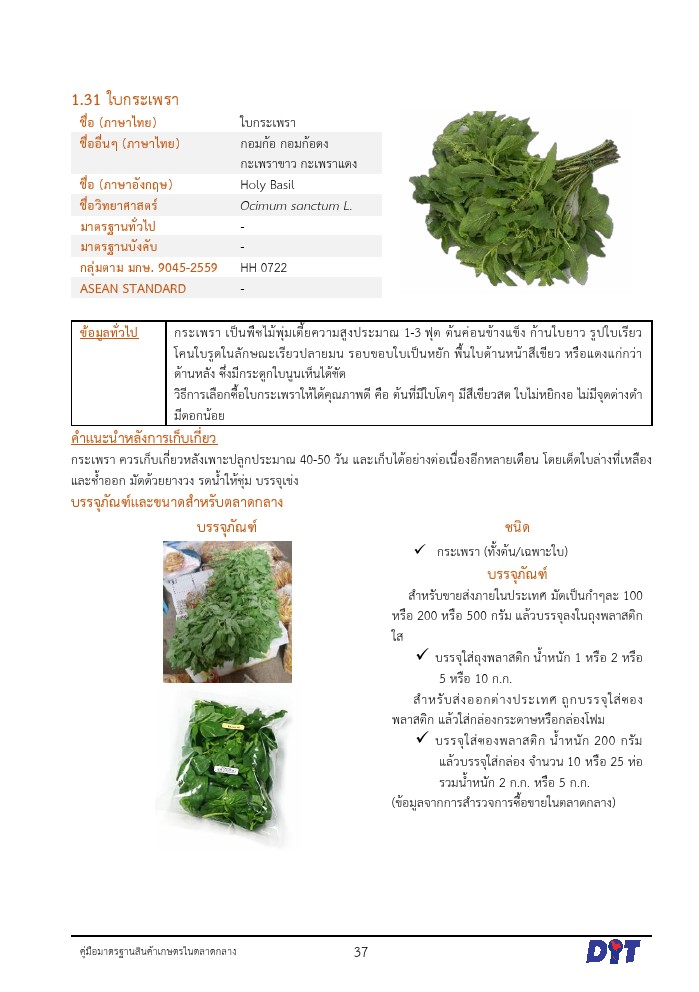 1.31 ใบกระเพรา
ชื่อ (ภาษาไทย) ใบกระเพรา
ชื่ออื่นๆ (ภาษาไทย) กอมก้อ กอมก้อดง
กะเพราขาว กะเพราแดง
ชื่อ (ภาษาอังกฤษ) Holy Basil
ชื่อวิทยาศาสตร์ Ocimum sanctum L.
มาตรฐานทั่วไป -
มาตรฐานบังคับ -
กลุ่มตาม มกษ. 9045-2559 HH 0722
ASEAN STANDARD -
ข้อมูลทั่วไป กระเพรา เป็นพืชไม้พุ่มเตี้ยความสูงประมาณ 1-3 ฟุต ต้นค่อนข้างแข็ง ก้านใบยาว รูปใบเรียว
โคนใบรูดในลักษณะเรียวปลายมน รอบขอบใบเป็นหยัก พื้นใบด้านหน้าสีเขียว หรือแดงแก่กว่า
ด้านหลัง ซึ่งมีกระดูกใบนูนเห็นได้ชัด
วิธีการเลือกซื้อใบกระเพราให้ได้คุณภาพดี คือ ต้นที่มีใบโตๆ มีสีเขียวสด ใบไม่หยิกงอ ไม่มีจุดด่างดำ
มีดอกน้อย
คำแนะนำหลังการเก็บเกี่ยว
กระเพรา ควรเก็บเกี่ยวหลังเพาะปลูกประมาณ 40-50 วัน และเก็บได้อย่างต่อเนื่องอีกหลายเดือน โดยเด็ดใบล่างที่เหลือง
และช้ำออก มัดด้วยยางวง รดน้ำให้ชุ่ม บรรจุเข่ง
บรรจุภัณฑ์และขนาดสำหรับตลาดกลาง
บรรจุภัณฑ์
ชนิด
✓ กระเพรา (ทั้งต้น/เฉพาะใบ)
บรรจุภัณฑ์
สำหรับขายส่งภายในประเทศ มัดเป็นกำๆละ 100
หรือ 200 หรือ 500 กรัม แล้วบรรจุลงในถุงพลาสติก
ใส
✓ บรรจุใส่ถุงพลาสติก น้ำหนัก 1 หรือ 2 หรือ
5 หรือ 10 ก.ก.
สำหรับส่งออกต่างประเทศ ถูกบรรจุใส่ซอง
พลาสติก แล้วใส่กล่องกระดาษหรือกล่องโฟม
✓ บรรจุใส่ซองพลาสติก น้ำหนัก 200 กรัม
แล้วบรรจุใส่กล่อง จำนวน 10 หรือ 25 ห่อ
รวมน้ำหนัก 2 ก.ก. หรือ 5 ก.ก.
(ข้อมูลจากการสำรวจการซื้อขายในตลาดกลาง)
คู่มือมาตรฐานสินค้าเกษตรในตลาดกลาง 37 DIT